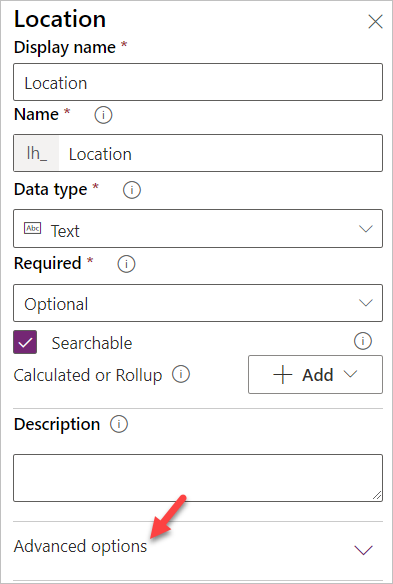 Location
Display name *
Location
Name *
lh_ Location
Data type *
Abc Text
Required *
Optional
Searchable
Calculated or Rollup + Add
Description
Advanced options